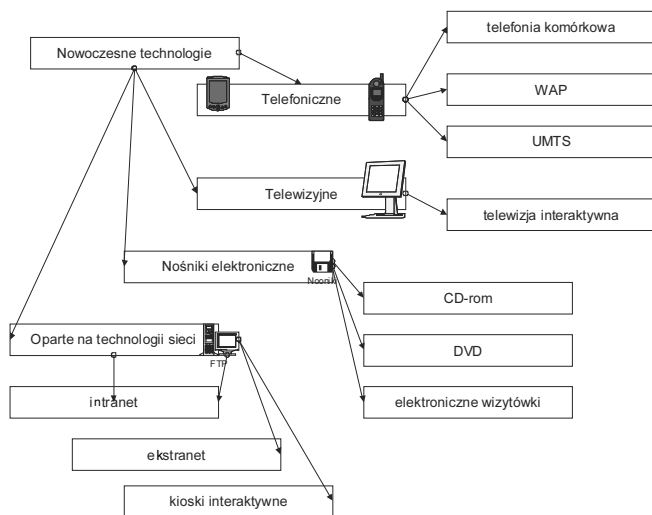 telefonia komórkowa
Nowoczesne technologie
Telefoniczne
WAP
UMTS
Telewizyjne
telewizja interaktywna
Nośniki elektroniczne
Nooniki
CD-rom
Oparte na technologii sieci
DVD
FTP
intranet
elektroniczne wizytówki
ekstranet
kioski interaktywne